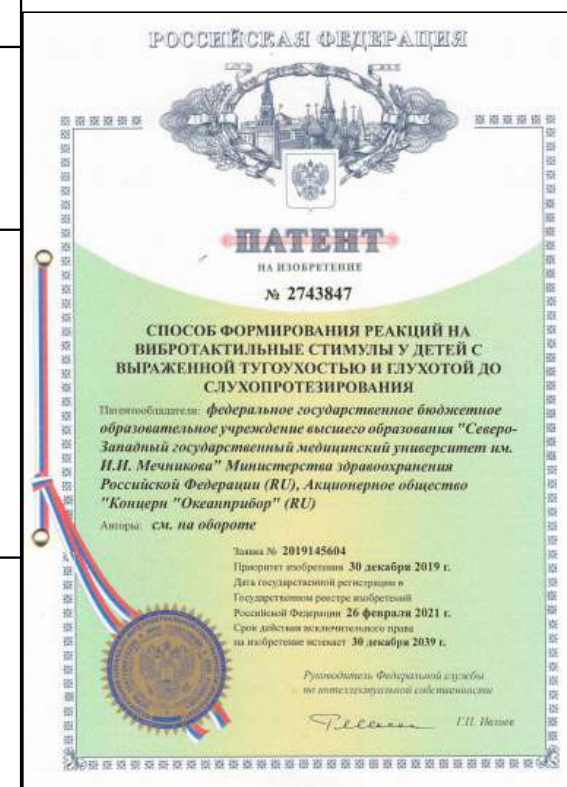 РОССИЙСКАЯ ФЕДЕРАЦИЯ
ПАТЕНТ
НА ИЗОБРЕТЕНИЕ
№ 2743847
СПОСОБ ФОРМИРОВАНИЯ РЕАКЦИЙ НА
ВИБРОТАКТИЛЬНЫЕ СТИМУЛЫ У ДЕТЕЙ С
ВЫРАЖЕННОЙ ТУГОУХОСТЬЮ И ГЛУХОТОЙ ДО
СЛУХОПРОТЕЗИРОВАНИЯ
Патентообладатели: федеральное государственное бюджетное
образовательное учреждение высшего образования "Северо-
Западный государственный медицинский университет им.
И.И. Мечникова" Министерства здравоохранения
Российской Федерации (RU), Акционерное общество
"Концерн "Океанприбор" (RU)
Авторы: см. на обороте
Заявка № 2019145604
Приоритет изобретения 30 декабря 2019 г.
Дата государственной регистрации в
Государственном реестре изобретений
Российской Федерации 26 февраля 2021 г.
Срок действия исключительного права
на изобретение истекает 30 декабря 2039 г.
Руководитель Федеральной службы
по интеллектуальной собственности
Г.П. Ивлиев